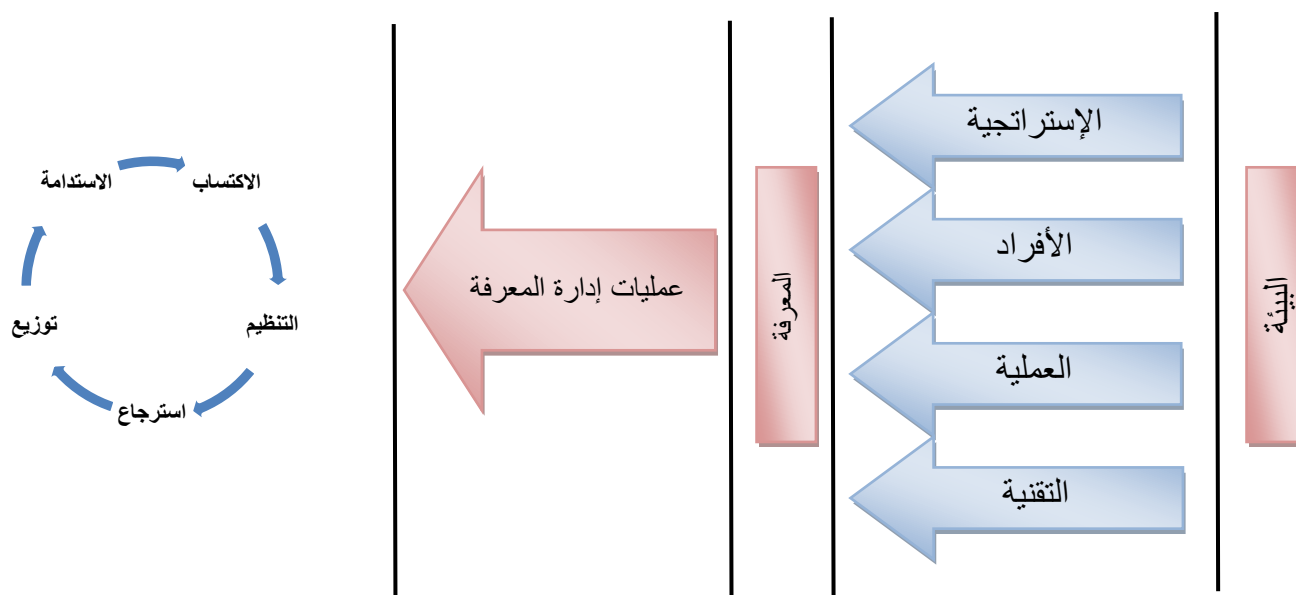 البيئة
الإستراتجية
الأفراد
العملية
التقنية
المعرفة
عمليات إدارة المعرفة
الاكتساب
التنظيم
استرجاع
توزيع
الاستدامة